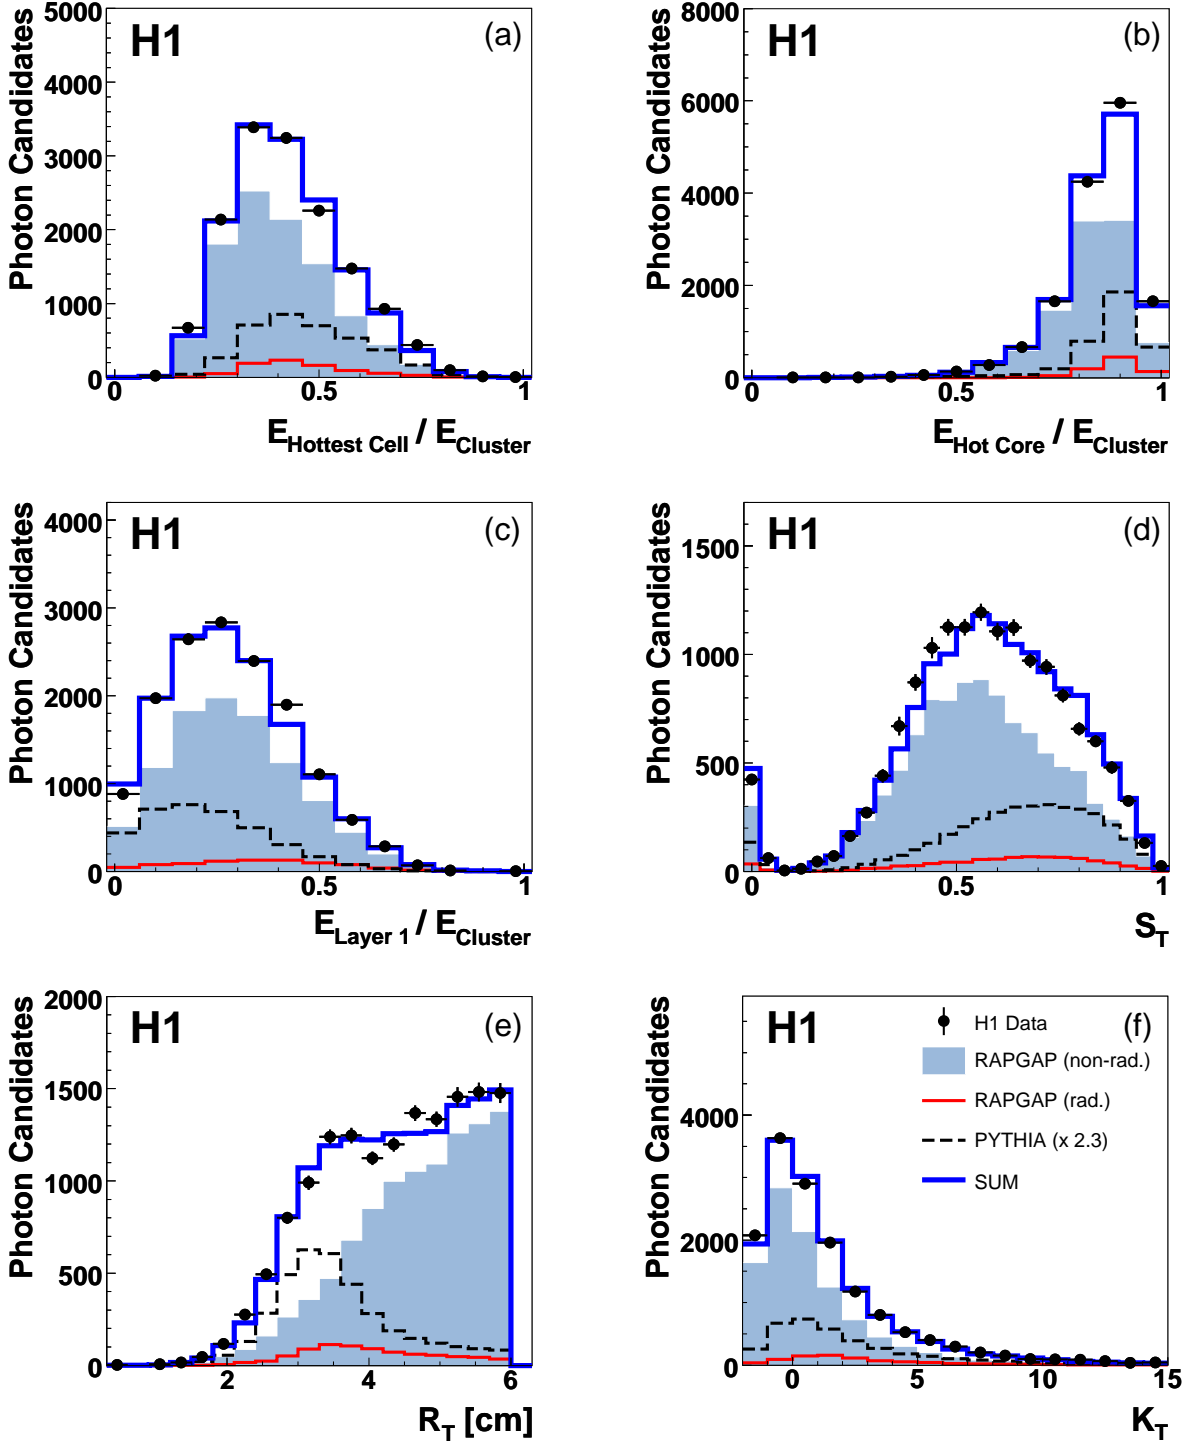 H1
(a)
Photon Candidates
5000
4000
3000
2000
1000
0
0 0.5 1
E_Hottest Cell / E_Cluster
H1
(b)
Photon Candidates
8000
6000
4000
2000
0
0.5 1
E_Hot Core / E_Cluster
H1
(c)
Photon Candidates
4000
3000
2000
1000
0
0 0.5 1
E_Layer 1 / E_Cluster
H1
(d)
Photon Candidates
1500
1000
500
0
0 0.5 1
S_T
H1
(e)
Photon Candidates
2000
1500
1000
500
0
2 4 6
R_T [cm]
H1
(f)
H1 Data
RAPGAP (non-rad.)
RAPGAP (rad.)
PYTHIA (x 2.3)
SUM
Photon Candidates
4000
2000
0
0 5 10 15
K_T